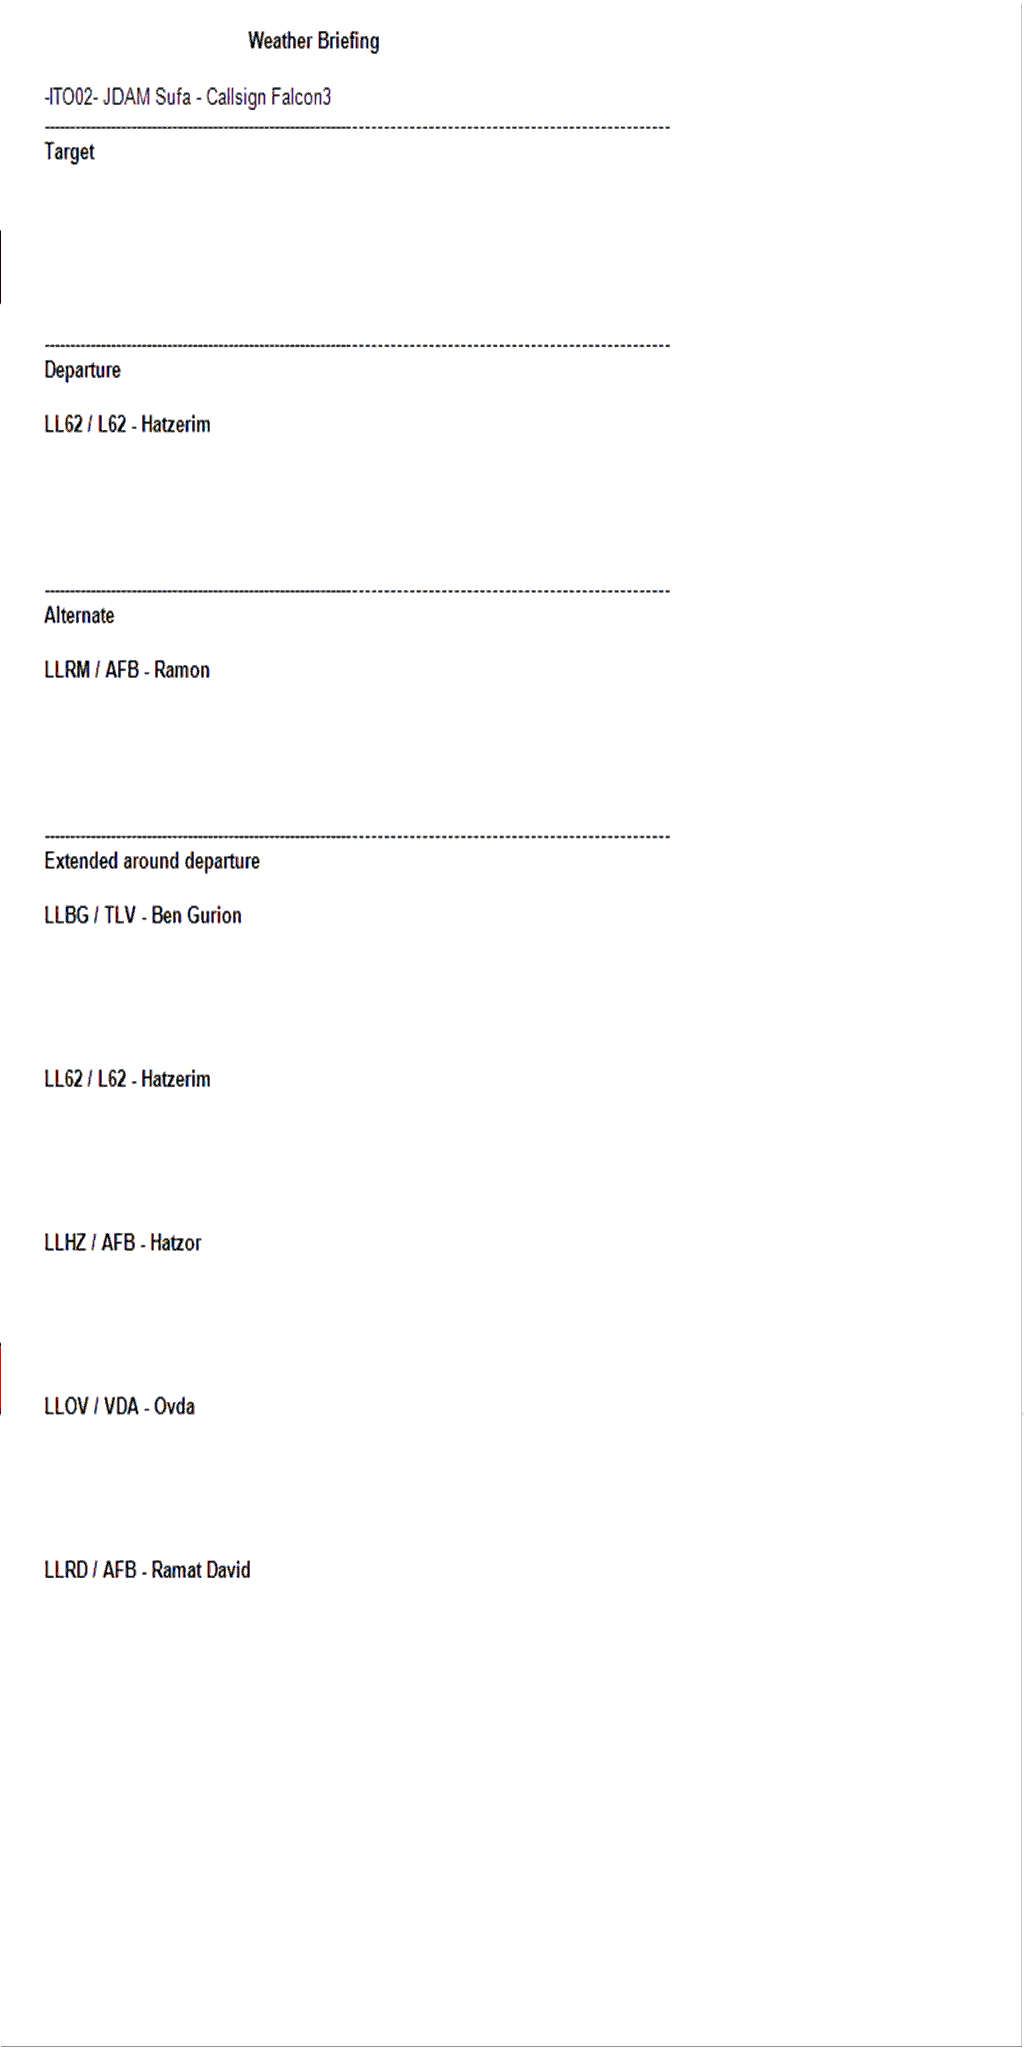 Weather Briefing
-ITO02- JDAM Sufa - Callsign Falcon3
Target
Departure
LL62 / L62 - Hatzerim
Alternate
LLRM / AFB - Ramon
Extended around departure
LLBG / TLV - Ben Gurion
LL62 / L62 - Hatzerim
LLHZ / AFB - Hatzor
LLOV / VDA - Ovda
LLRD / AFB - Ramat David